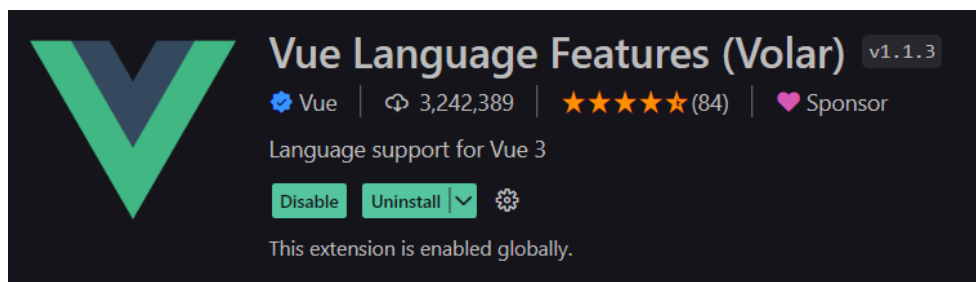 Vue Language Features (Volar) v1.1.3
Vue 3,242,389 (84) Sponsor
Language support for Vue 3
Disable Uninstall
This extension is enabled globally.